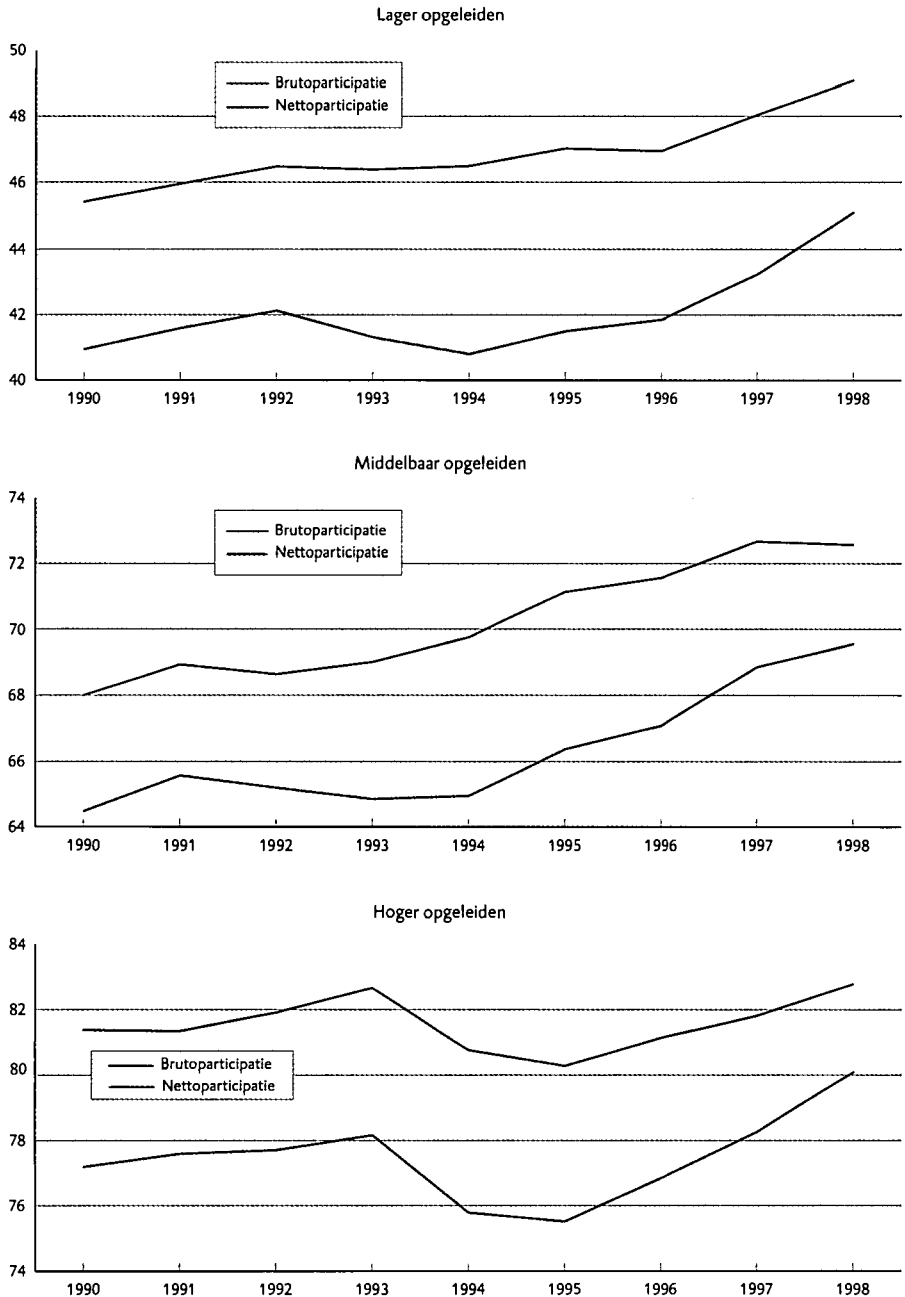 Lager opgeleiden
50
Brutoparticipatie
48
Nettoparticipatie
46
44
42
40
1990 1991 1992 1993 1994 1995 1996 1997 1998
Middelbaar opgeleiden
74
Brutoparticipatie
Nettoparticipatie
72
70
68
66
64
1990 1991 1992 1993 1994 1995 1996 1997 1998
Hoger opgeleiden
84
82
Brutoparticipatie
80
Nettoparticipatie
78
76
74
1990 1991 1992 1993 1994 1995 1996 1997 1998